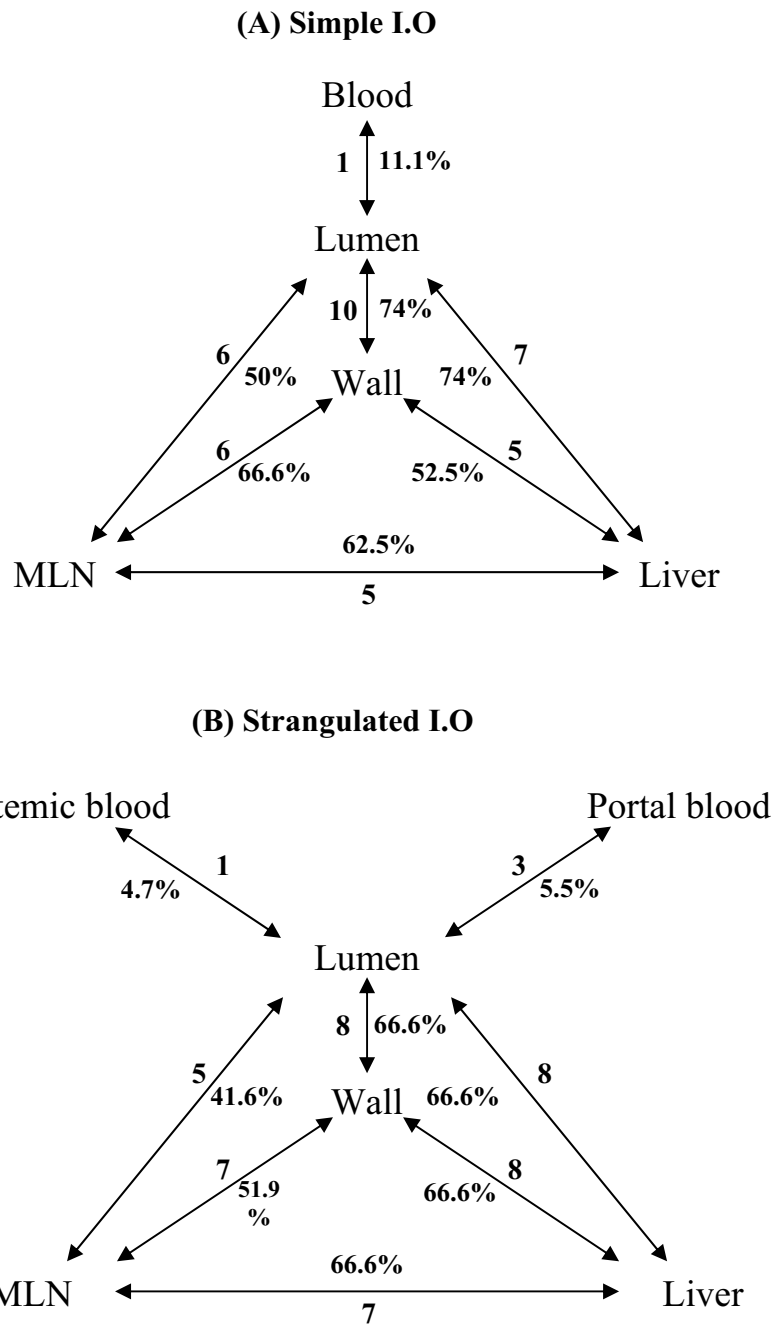 (A) Simple I.O
Blood
1 11.1%
Lumen
10 74%
6 7
50% Wall 74%
6 5
66.6% 52.5%
62.5%
MLN Liver
5
(B) Strangulated I.O
temic blood Portal blood
1 3
4.7% 5.5%
Lumen
8 66.6%
5 8
41.6% Wall 66.6%
7 8
51.9 66.6%
%
66.6%
MLN Liver
7